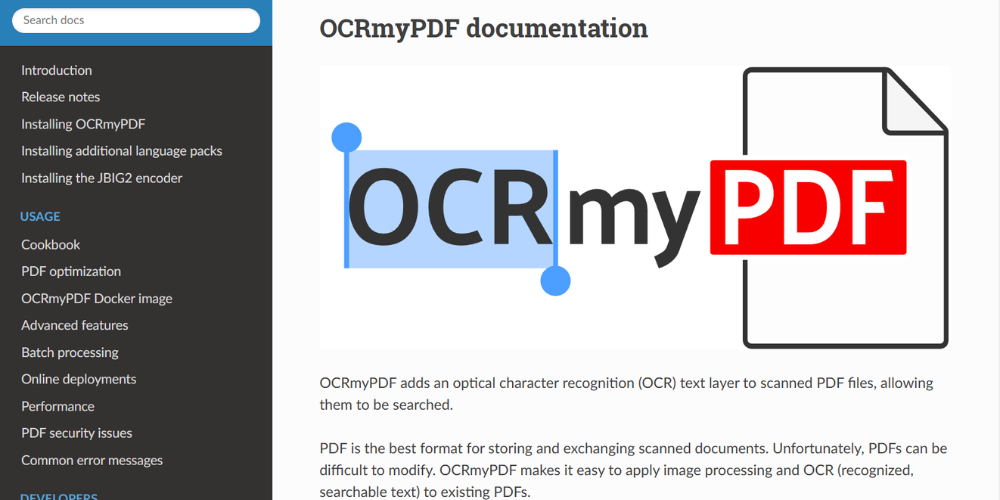 Search docs
Introduction
Release notes
Installing OCRmyPDF
Installing additional language packs
Installing the JBIG2 encoder
USAGE
Cookbook
PDF optimization
OCRmyPDF Docker image
Advanced features
Batch processing
Online deployments
Performance
PDF security issues
Common error messages
DEVELOPERS
OCRmyPDF documentation
OCRmyPDF
OCRmyPDF adds an optical character recognition (OCR) text layer to scanned PDF files, allowing
them to be searched.
PDF is the best format for storing and exchanging scanned documents. Unfortunately, PDFs can be
difficult to modify. OCRmyPDF makes it easy to apply image processing and OCR (recognized,
searchable text) to existing PDFs.